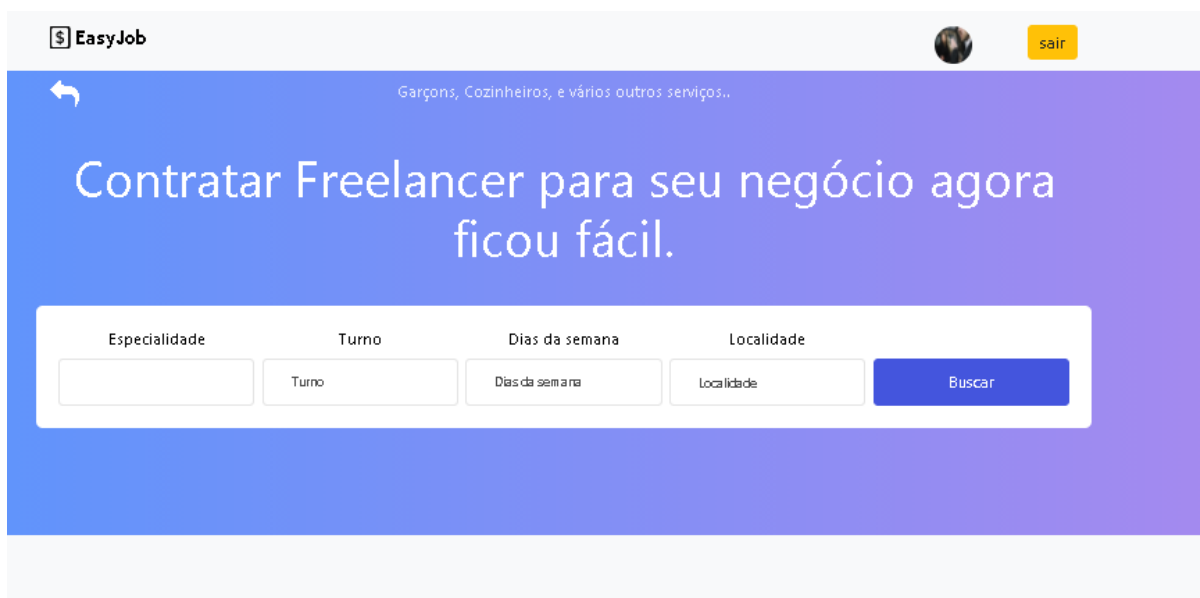 $ EasyJob
sair
Garçons, Cozinheiros, e vários outros serviços..
Contratar Freelancer para seu negócio agora
ficou fácil.
Especialidade Turno Dias da semana Localidade
Turno Dias da semana Localidade Buscar